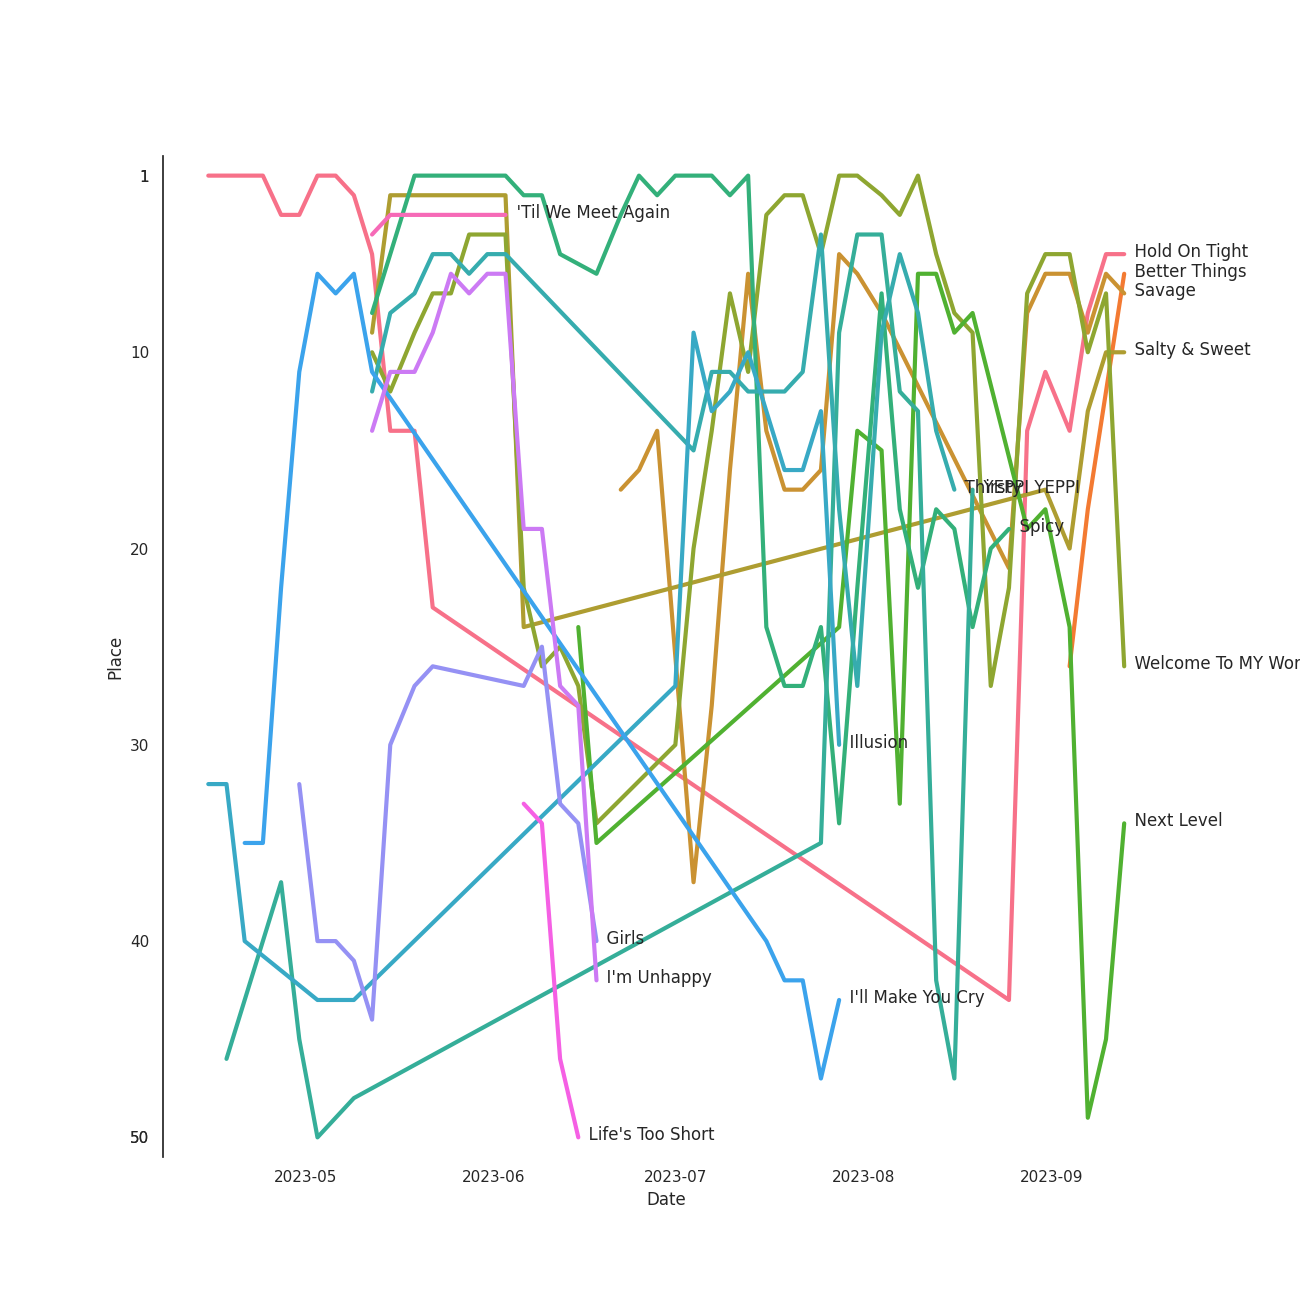 1
'Til We Meet Again
Hold On Tight
Better Things
Savage
10
Salty & Sweet
Thirsty
YEPPI YEPPI
20
Spicy
Place
Welcome To MY Wor
30
Illusion
Next Level
40
Girls
I'm Unhappy
I'll Make You Cry
50
Life's Too Short
2023-05
2023-06
2023-07
2023-08
2023-09
Date